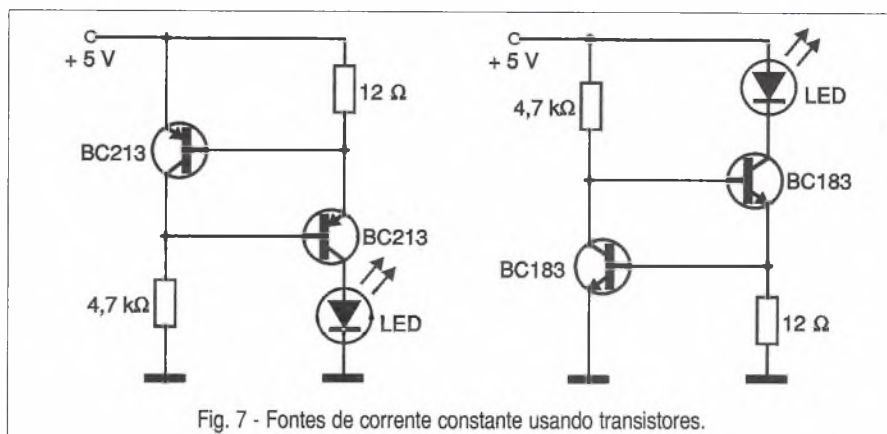 + 5 V
12 Ω
BC213
BC213
4,7 kΩ
LED
+ 5 V
4,7 kΩ
LED
BC183
BC183
12 Ω
Fig. 7 - Fontes de corrente constante usando transistores.